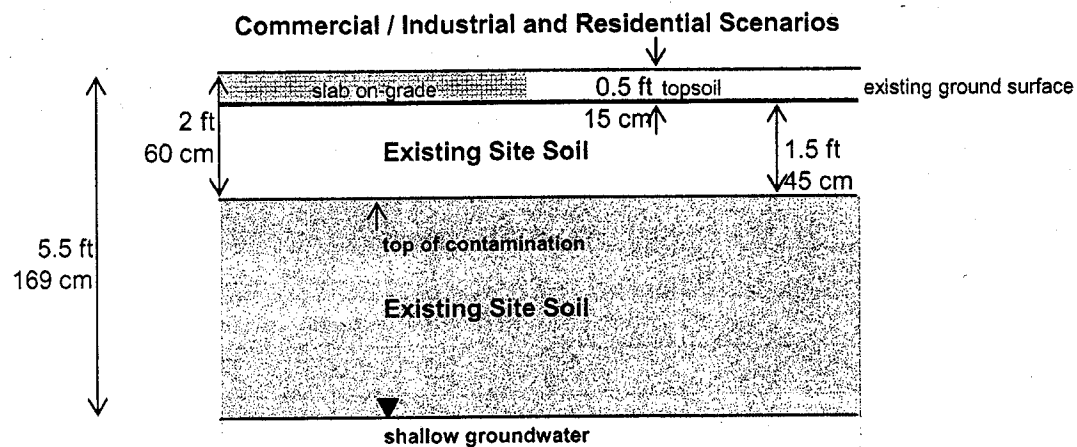 Commercial / Industrial and Residential Scenarios
slab on-grade
0.5 ft topsoil
existing ground surface
15 cm
2 ft
60 cm
Existing Site Soil
1.5 ft
45 cm
top of contamination
5.5 ft
169 cm
Existing Site Soil
shallow groundwater